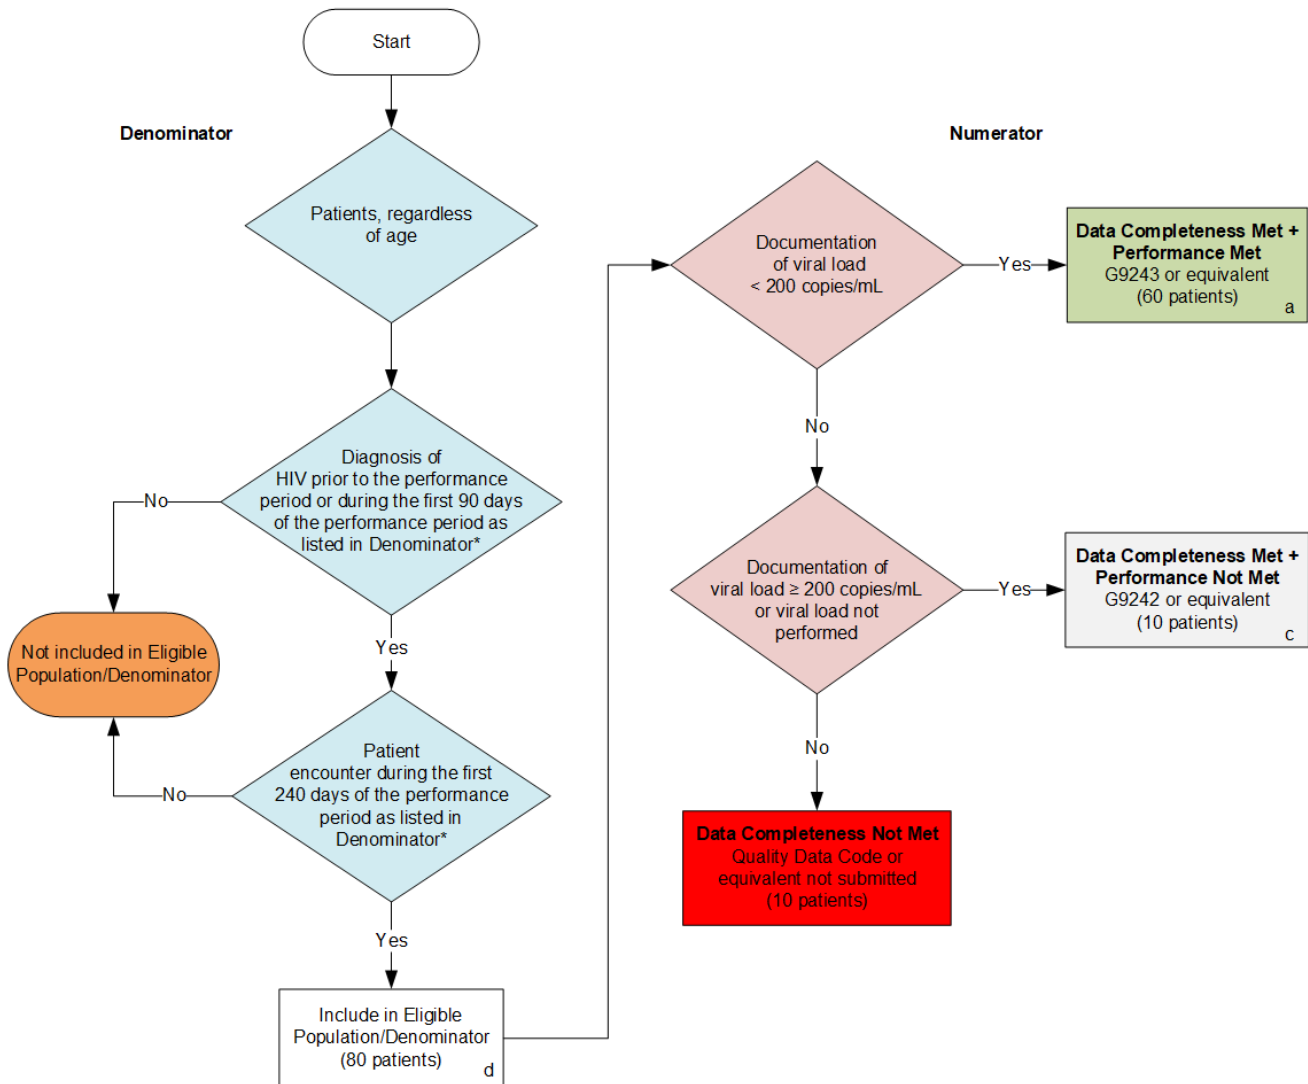 Start
Denominator
Patients, regardless
of age
Diagnosis of
HIV prior to the performance
period or during the first 90 days
of the performance period as
listed in Denominator*
No
Not included in Eligible
Population/Denominator
Yes
Patient
encounter during the first
240 days of the performance
period as listed in
Denominator*
No
Yes
Include in Eligible
Population/Denominator
(80 patients)
d
Numerator
Documentation
of viral load
< 200 copies/mL
Yes
Data Completeness Met +
Performance Met
G9243 or equivalent
(60 patients)
a
No
Documentation of
viral load ≥ 200 copies/mL
or viral load not
performed
Yes
Data Completeness Met +
Performance Not Met
G9242 or equivalent
(10 patients)
c
No
Data Completeness Not Met
Quality Data Code or
equivalent not submitted
(10 patients)